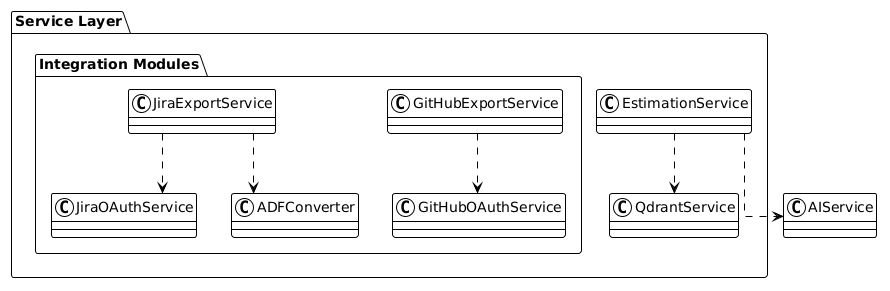 Service Layer
Integration Modules
C JiraExportService
C GitHubExportService
C EstimationService
C JiraOAuthService
C ADFConverter
C GitHubOAuthService
C QdrantService
C AIService